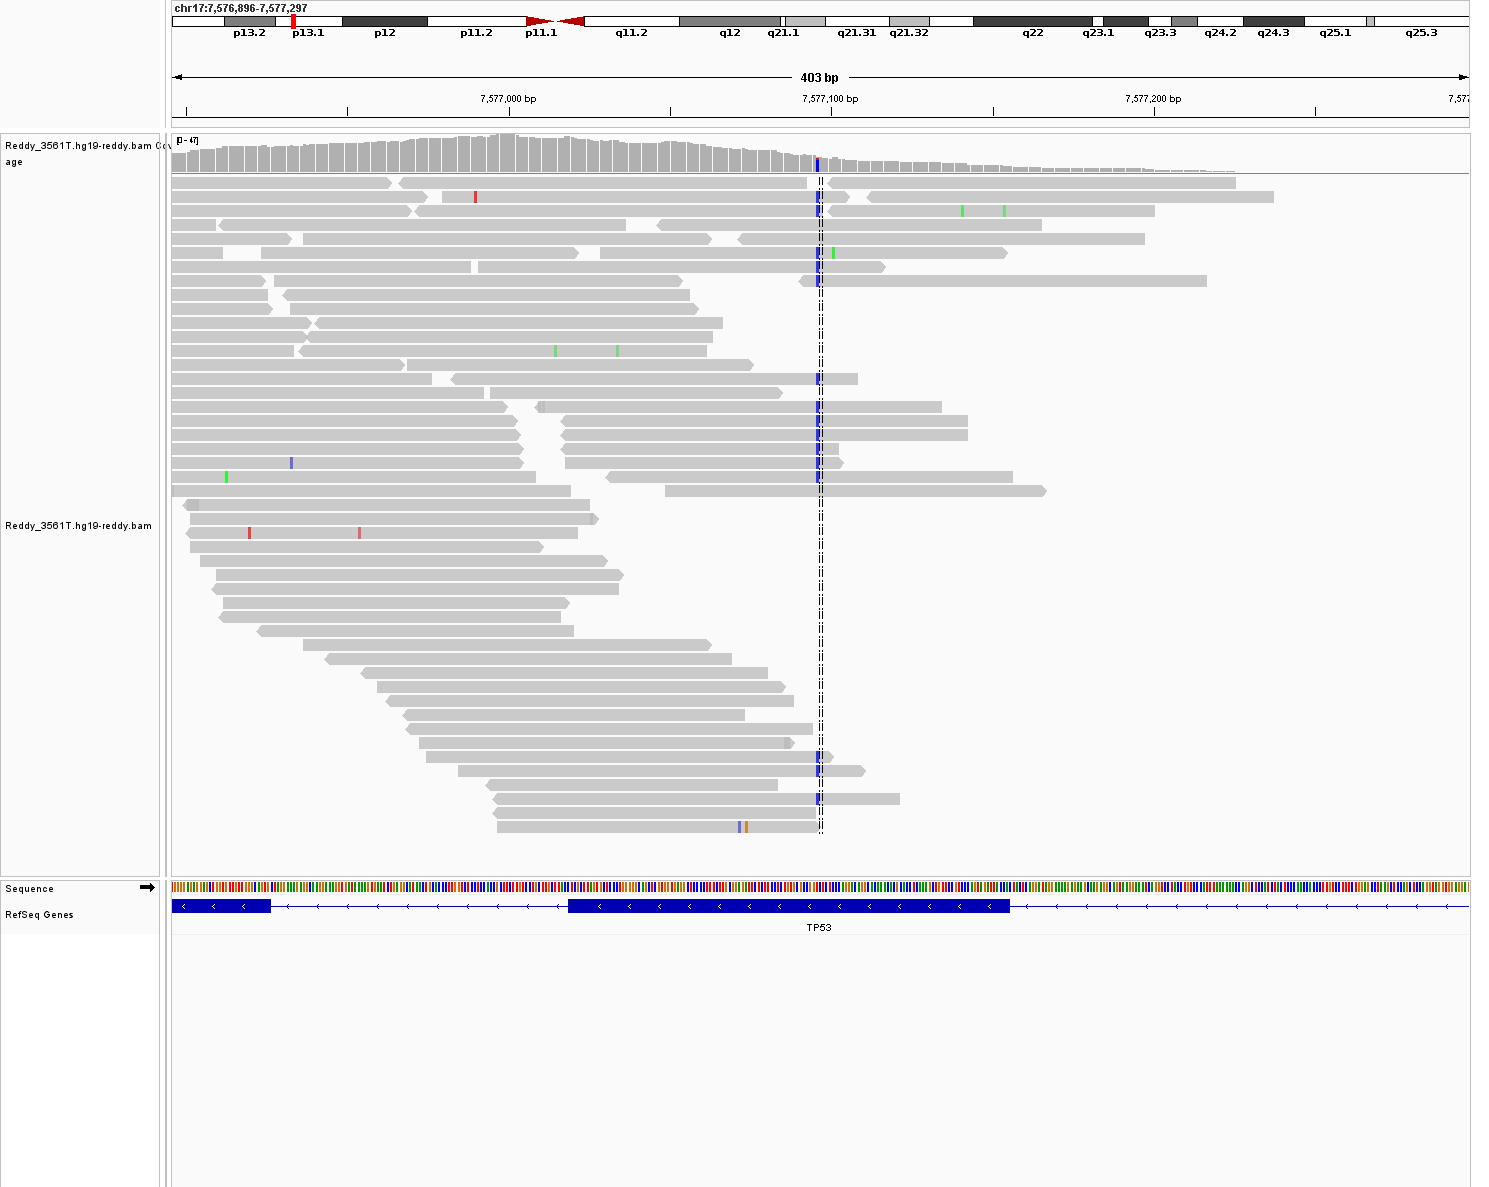 chr17:7,576,896-7,577,297
p13.2 p13.1 p12 p11.2 p11.1 q11.2 q12 q21.1 q21.31 q21.32 q22 q23.1 q23.3 q24.2 q24.3 q25.1 q25.3
403 bp
7,577,000 bp 7,577,100 bp 7,577,200 bp 7,577
[0 - 47]
Reddy_3561T.hg19-reddy.bam Cov
age
Reddy_3561T.hg19-reddy.bam
Sequence
RefSeq Genes
TP53